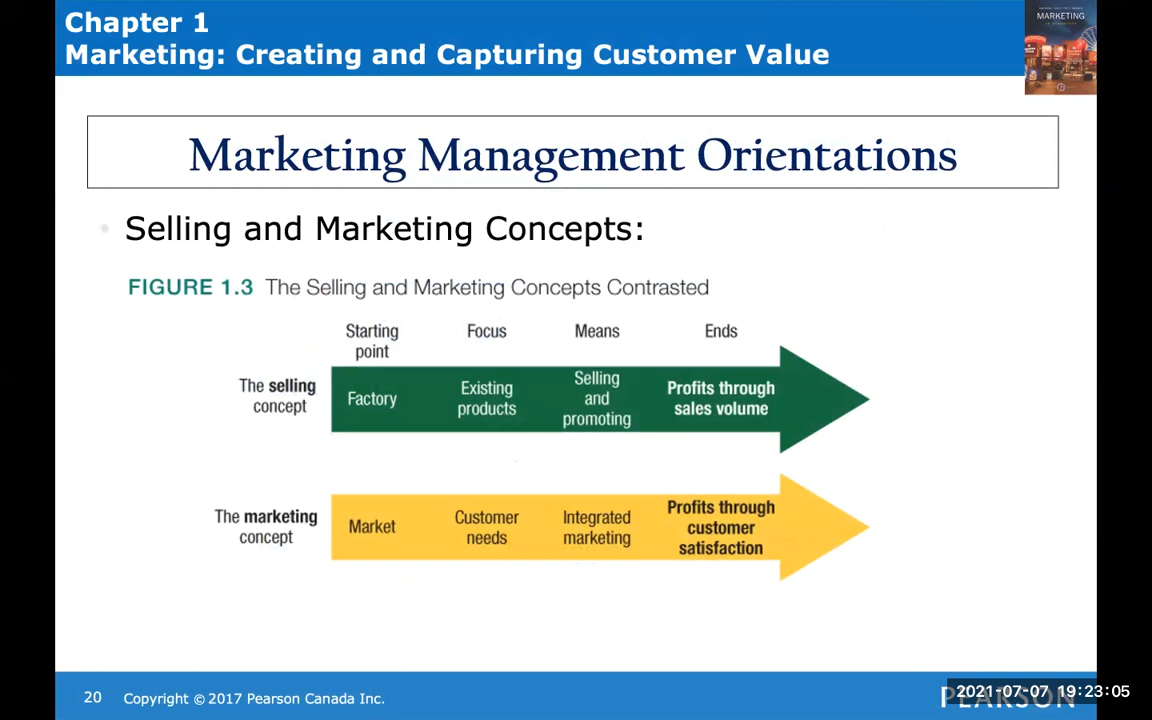 Chapter 1
Marketing: Creating and Capturing Customer Value
MARKETING
Marketing Management Orientations
• Selling and Marketing Concepts:
FIGURE 1.3 The Selling and Marketing Concepts Contrasted
Starting point
Focus
Means
Ends
The selling concept
Factory
Existing products
Selling and promoting
Profits through sales volume
The marketing concept
Market
Customer needs
Integrated marketing
Profits through customer satisfaction
20
Copyright © 2017 Pearson Canada Inc.
PEARSON
2021-07-07 19:23:05